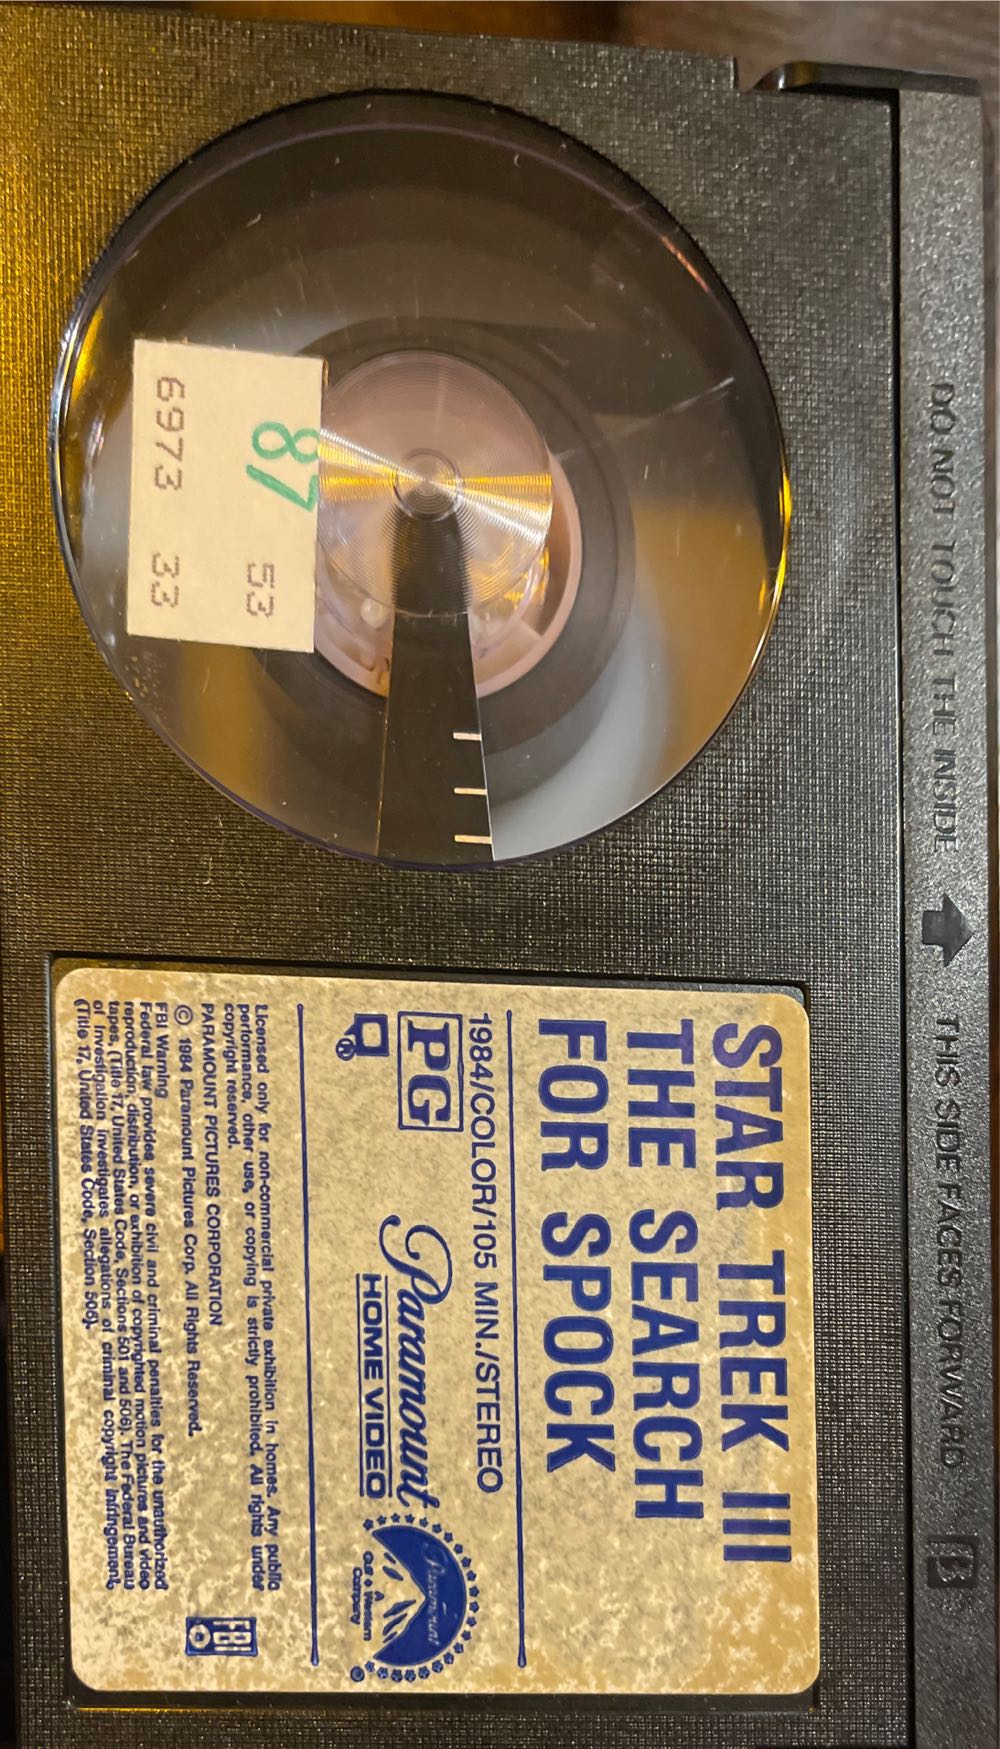 DO NOT TOUCH THE INSIDE
THIS SIDE FACES FORWARD
B
87
53
6973 33
STAR TREK III
THE SEARCH
FOR SPOCK
1984/COLOR/105 MIN./STEREO
PG
®
Paramount
HOME VIDEO
Paramount
A
Gulf + Western
Company
®
Licensed only for non-commercial private exhibition in homes. Any public
performance, other use, or copying is strictly prohibited. All rights under
copyright reserved.
PARAMOUNT PICTURES CORPORATION
© 1984 Paramount Pictures Corp. All Rights Reserved.
FBI Warning
Federal law provides severe civil and criminal penalties for the unauthorized
reproduction, distribution, or exhibition of copyrighted motion pictures and video
tapes, (Title 17, United States Code, Sections 501 and 506). The Federal Bureau
of Investigation investigates allegations of criminal copyright infringement,
(Title 17, United States Code, Section 506).
FBI